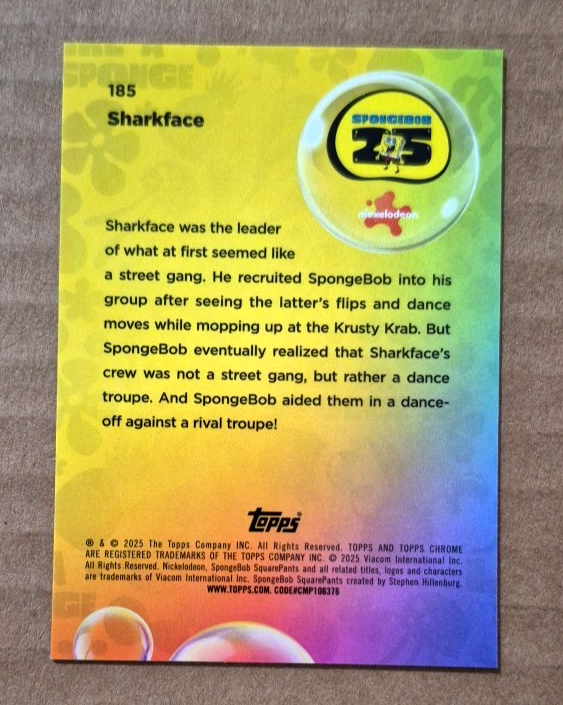 KE A
SPONGE
185
Sharkface
SPONGEBOB
25
nickelodeon
Sharkface was the leader
of what at first seemed like
a street gang. He recruited SpongeBob into his
group after seeing the latter's flips and dance
moves while mopping up at the Krusty Krab. But
SpongeBob eventually realized that Sharkface's
crew was not a street gang, but rather a dance
troupe. And SpongeBob aided them in a dance-
off against a rival troupe!
topps®
® & © 2025 The Topps Company INC. All Rights Reserved. TOPPS AND TOPPS CHROME
ARE REGISTERED TRADEMARKS OF THE TOPPS COMPANY INC. © 2025 Viacom International Inc.
All Rights Reserved. Nickelodeon, SpongeBob SquarePants and all related titles, logos and characters
are trademarks of Viacom International Inc. SpongeBob SquarePants created by Stephen Hillenburg.
WWW.TOPPS.COM. CODE#CMP106376